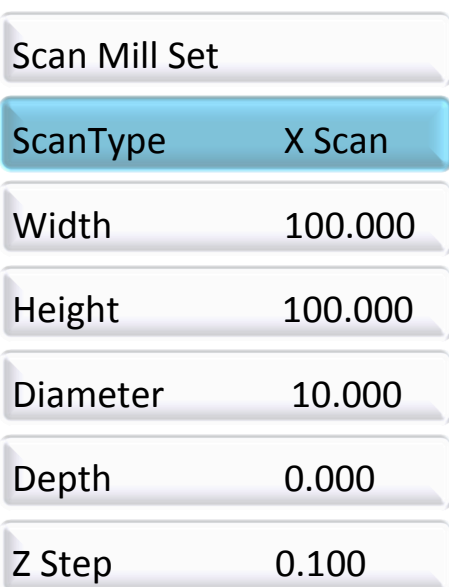 Scan Mill Set
ScanType X Scan
Width 100.000
Height 100.000
Diameter 10.000
Depth 0.000
Z Step 0.100